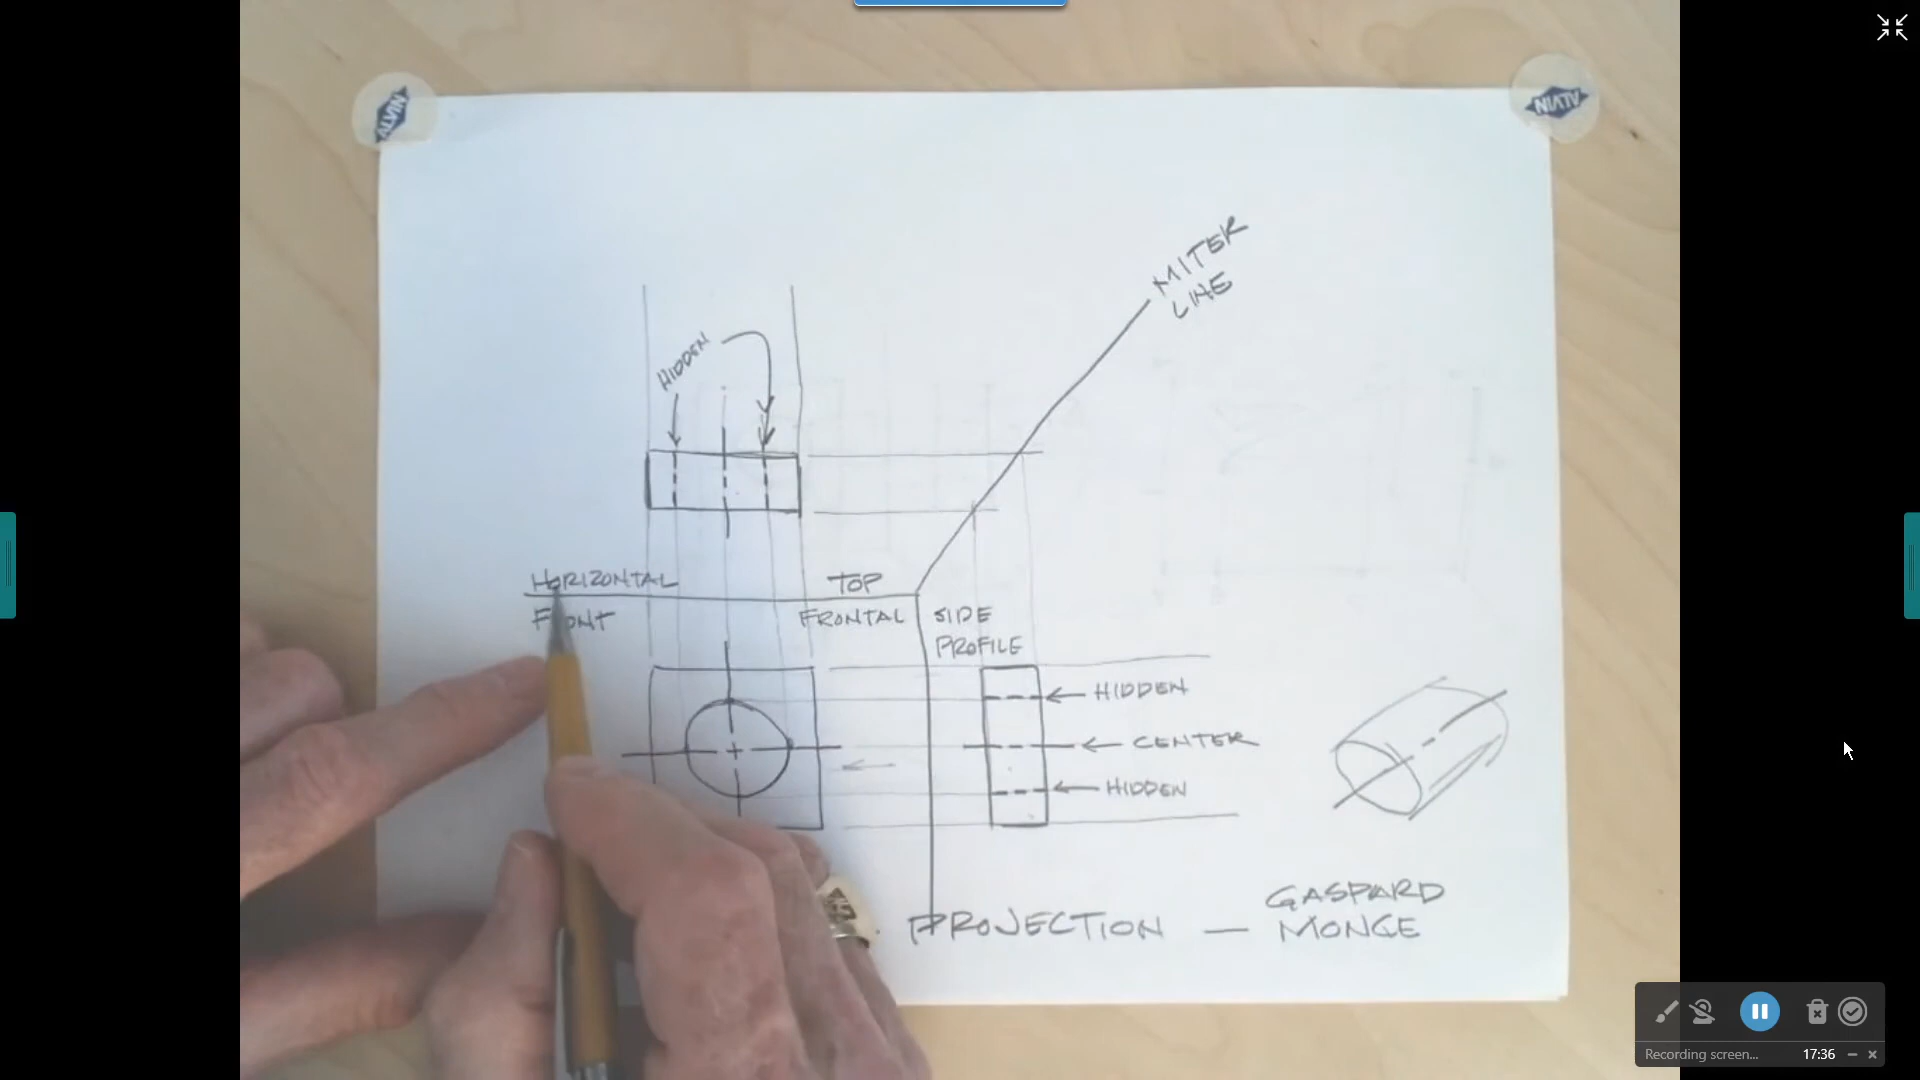 ALVIN
ALVIN
MITER
LINE
HIDDEN
HORIZONTAL
TOP
FRONT
FRONTAL
SIDE
PROFILE
HIDDEN
CENTER
HIDDEN
PROJECTION — GASPARD
MONGE
Recording screen...
17:36